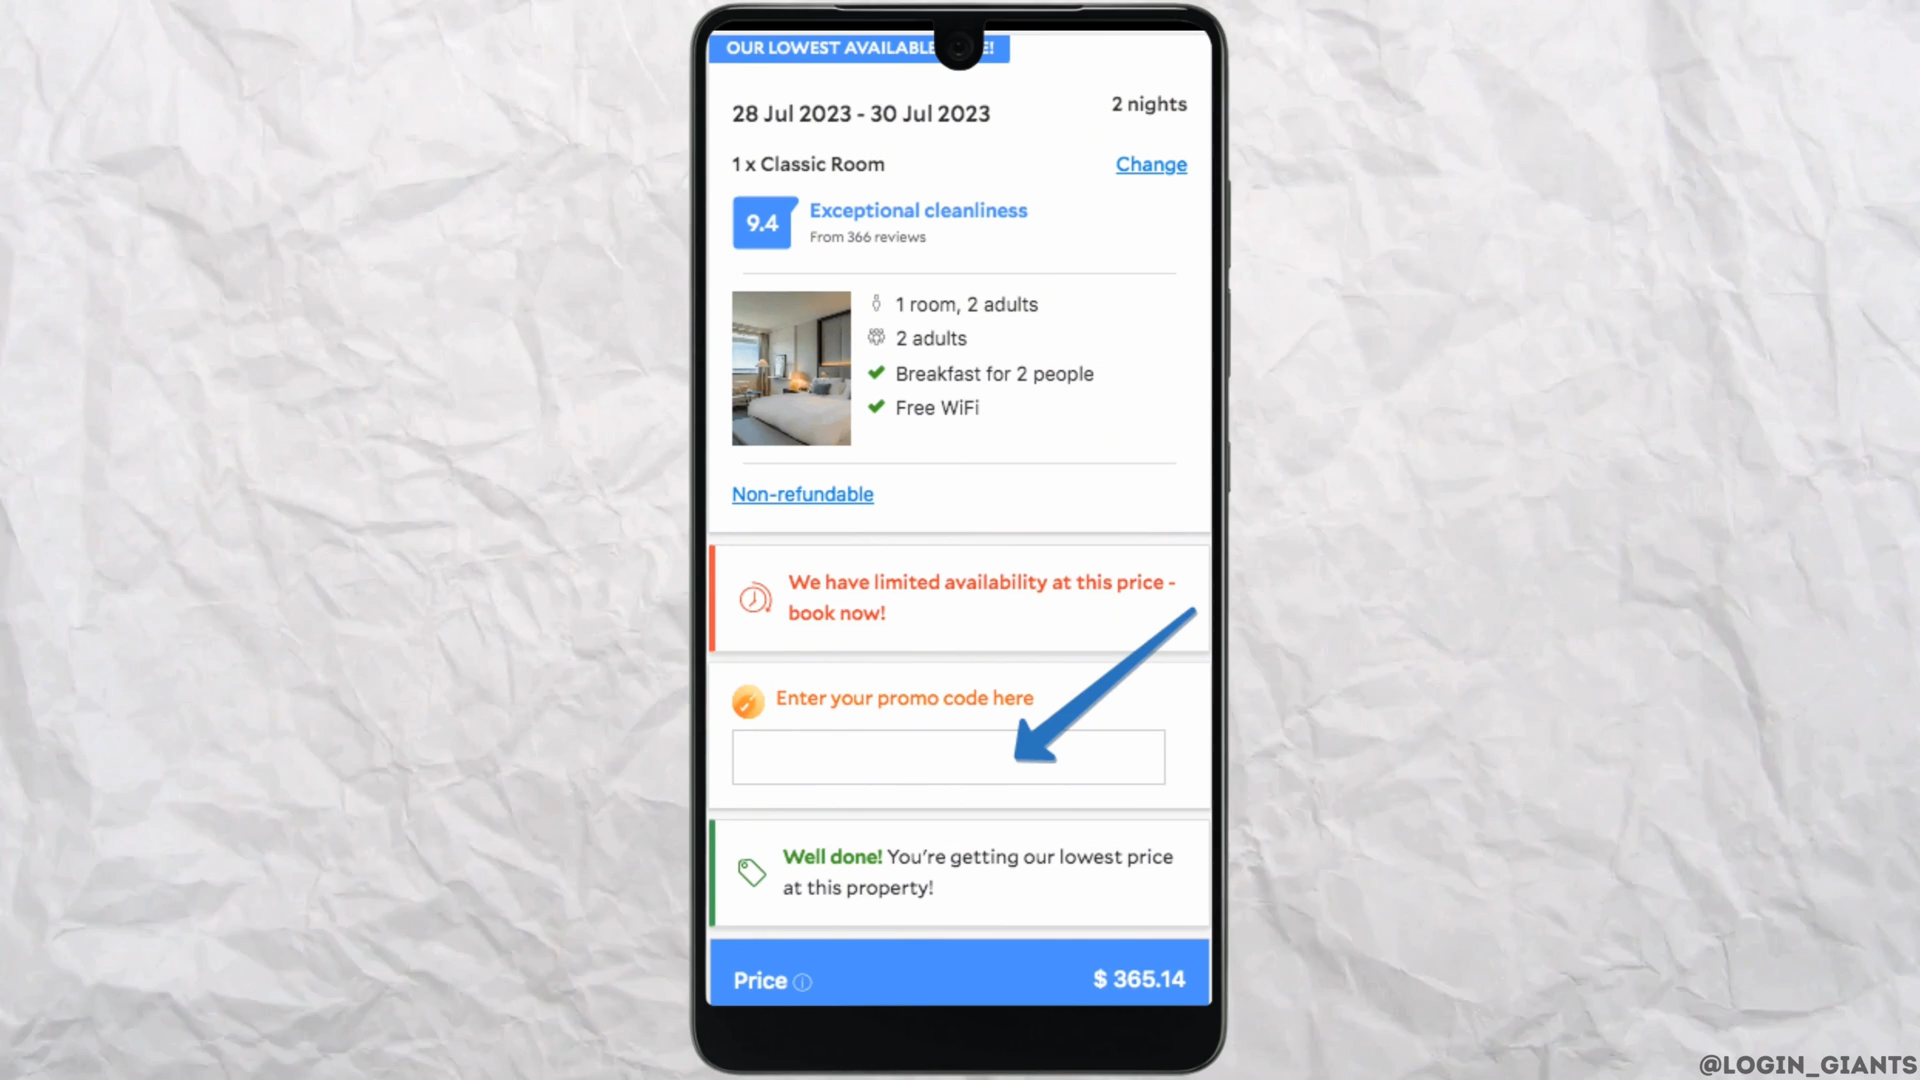 OUR LOWEST AVAILABLE E!
28 Jul 2023 - 30 Jul 2023
2 nights
1 x Classic Room
Change
9.4
Exceptional cleanliness
From 366 reviews
1 room, 2 adults
2 adults
Breakfast for 2 people
Free WiFi
Non-refundable
We have limited availability at this price -
book now!
Enter your promo code here
Well done! You're getting our lowest price
at this property!
Price
$ 365.14
@LOGIN_GIANTS